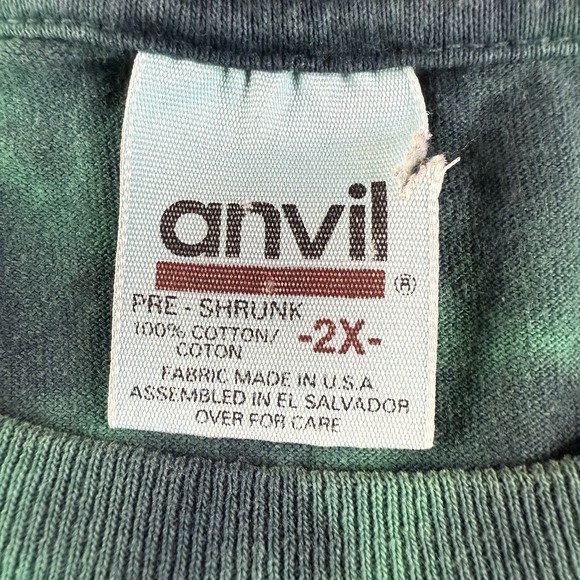 anvil
®
PRE - SHRUNK
100% COTTON/
COTON
-2X-
FABRIC MADE IN U.S.A
ASSEMBLED IN EL SALVADOR
OVER FOR CARE